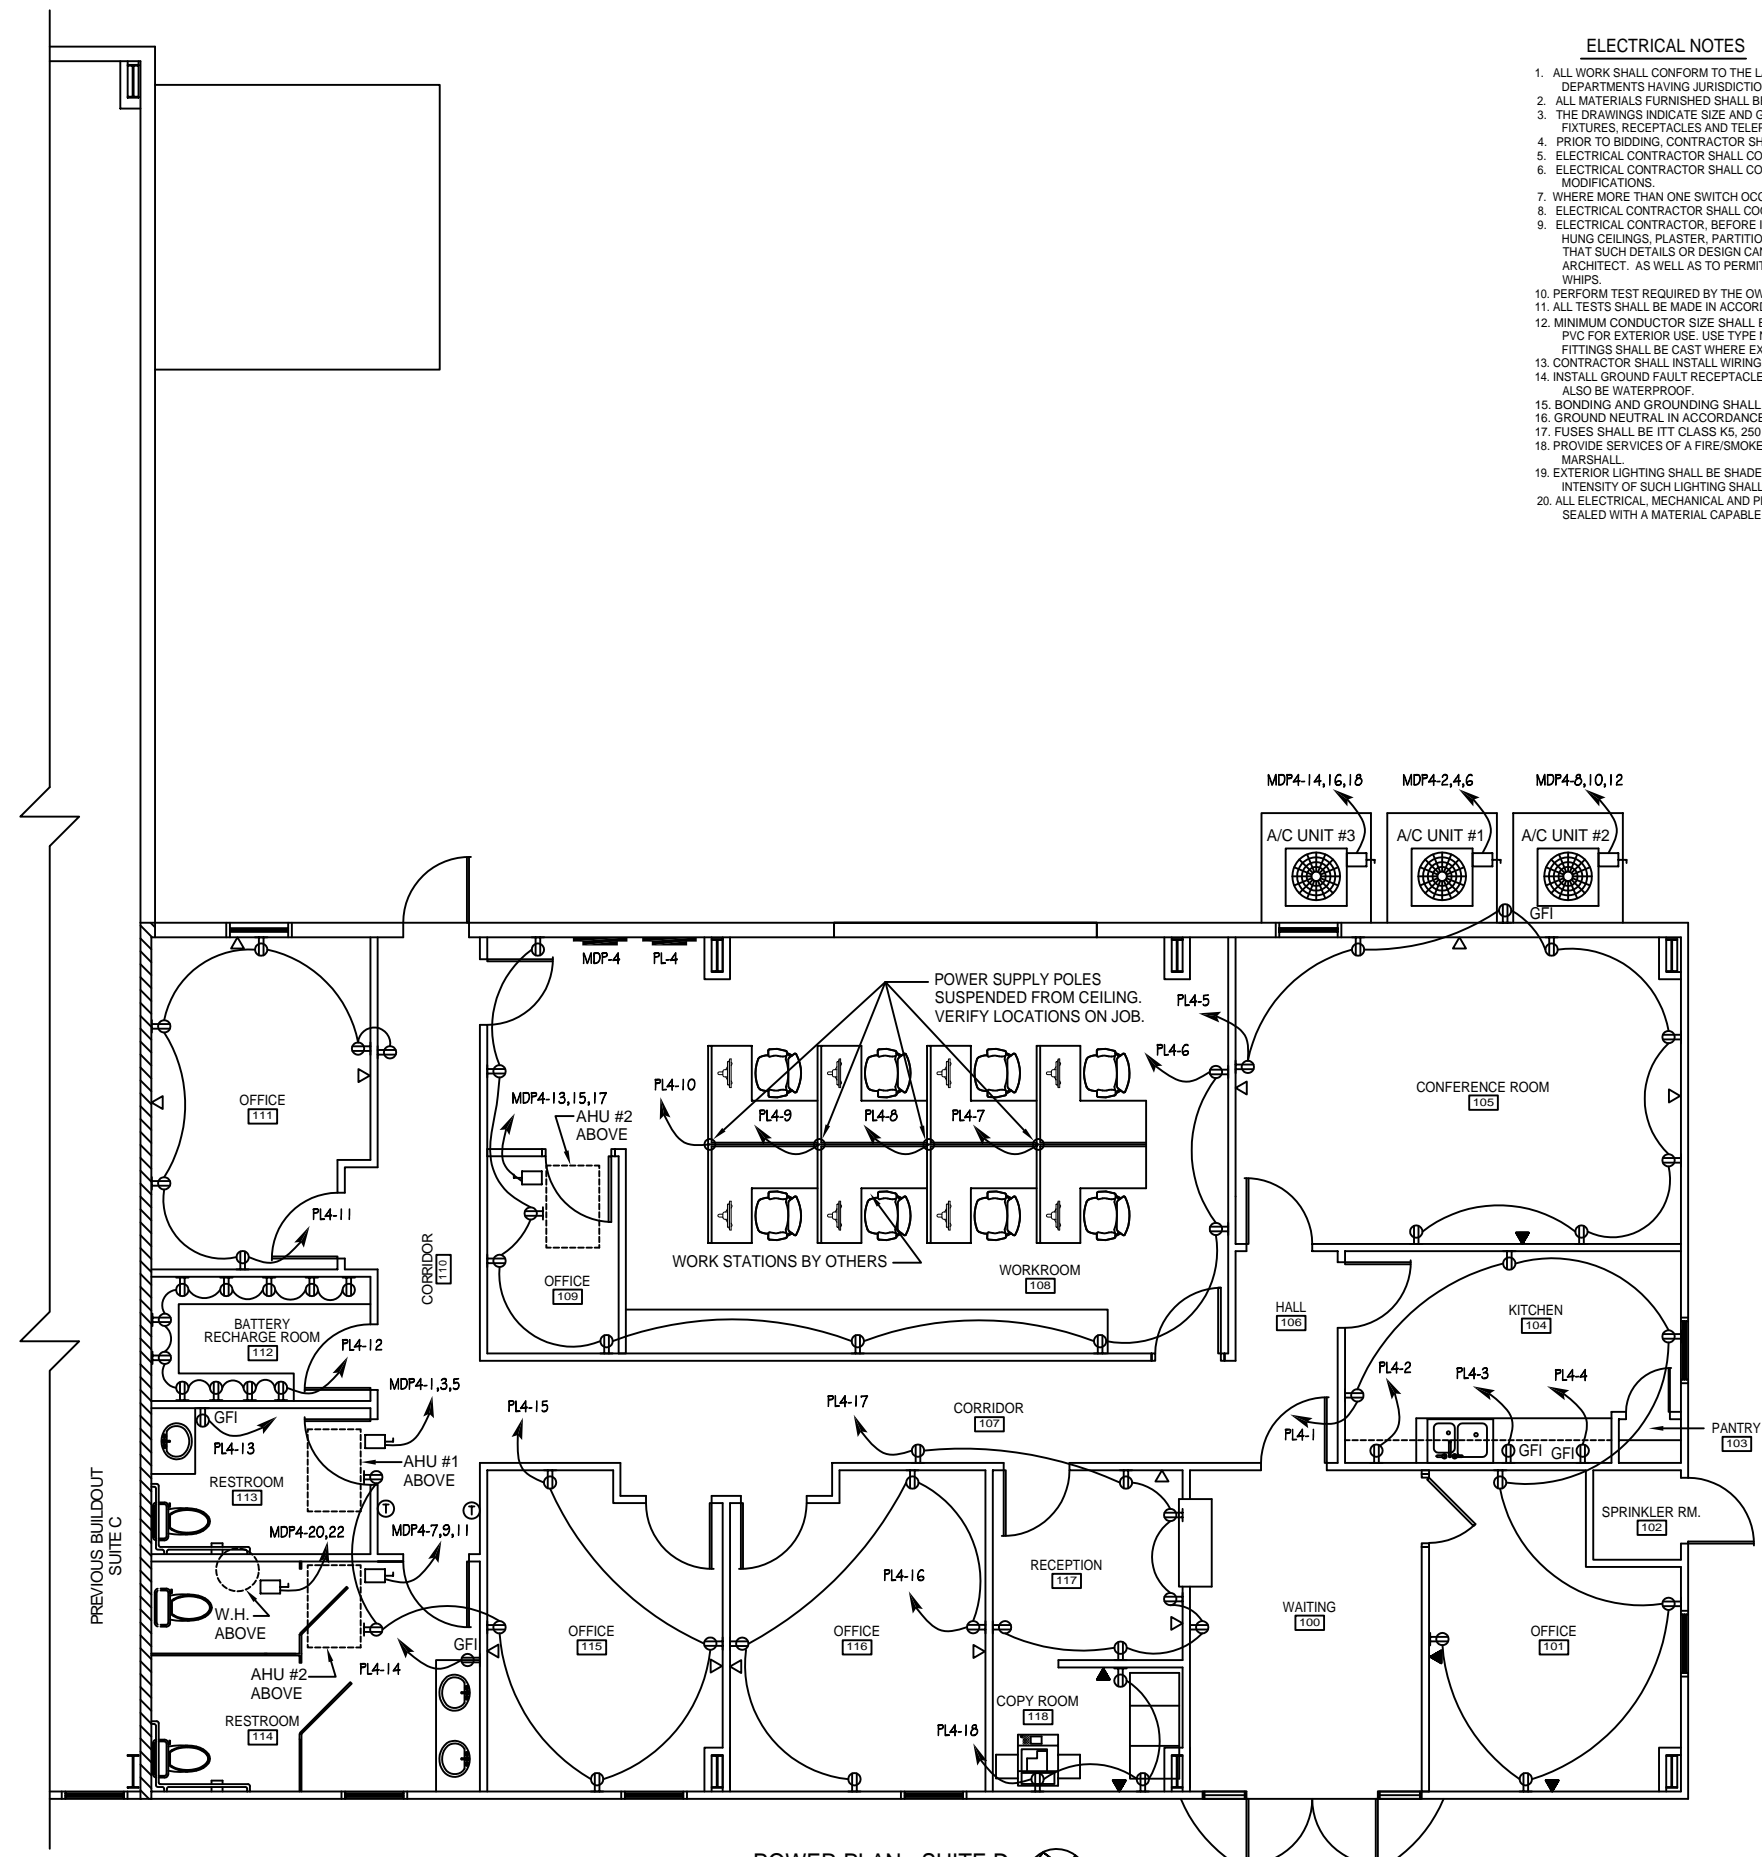 ELECTRICAL NOTES
1. ALL WORK SHALL CONFORM TO THE
DEPARTMENTS HAVING JURISDICTIO
2. ALL MATERIALS FURNISHED SHALL
3. THE DRAWINGS INDICATE SIZE AND
FIXTURES, RECEPTACLES AND
4. PRIOR TO BIDDING, CONTRACTOR
5. ELECTRICAL CONTRACTOR SHALL
6. ELECTRICAL CONTRACTOR SHALL
MODIFICATIONS.
7. WHERE MORE THAN ONE SWITCH
8. ELECTRICAL CONTRACTOR SHALL
9. ELECTRICAL CONTRACTOR, BEFORE
HUNG CEILINGS, PLASTER,
THAT SUCH DETAILS OR DESIGN
ARCHITECT. AS WELL AS TO PERMIT
WHIPS.
10. PERFORM TEST REQUIRED BY THE
11. ALL TESTS SHALL BE MADE IN
12. MINIMUM CONDUCTOR SIZE SHALL
PVC FOR EXTERIOR USE. USE TYPE
FITTINGS SHALL BE CAST WHERE
13. CONTRACTOR SHALL INSTALL WIRING
14. INSTALL GROUND FAULT RECEPTACLE
ALSO BE WATERPROOF.
15. BONDING AND GROUNDING SHALL
16. GROUND NEUTRAL IN ACCORDANCE
17. FUSES SHALL BE ITT CLASS K5, 250
18. PROVIDE SERVICES OF A FIRE/SMOKE
MARSHALL.
19. EXTERIOR LIGHTING SHALL BE SHADE
INTENSITY OF SUCH LIGHTING SHALL
20. ALL ELECTRICAL, MECHANICAL AND
SEALED WITH A MATERIAL CAPABLE
MDP4-14,16,18
MDP4-2,4,6
MDP4-8,10,12
A/C UNIT #3
A/C UNIT #1
A/C UNIT #2
GFI
MDP-4
PL-4
POWER SUPPLY POLES
SUSPENDED FROM CEILING.
VERIFY LOCATIONS ON JOB.
PL4-5
PL4-6
PL4-10
PL4-9
PL4-8
PL4-7
MDP4-13,15,17
AHU #2
ABOVE
OFFICE
111
CONFERENCE ROOM
105
PL4-11
CORRIDOR
110
WORK STATIONS BY OTHERS
WORKROOM
108
OFFICE
109
HALL
106
KITCHEN
104
BATTERY
RECHARGE ROOM
112
PL4-12
PL4-2
PL4-3
PL4-4
MDP4-1,3,5
PL4-15
PL4-17
CORRIDOR
107
PL4-1
PANTRY
103
GFI
PL4-13
GFI
GFI
AHU #1
ABOVE
RESTROOM
113
T
T
SPRINKLER RM.
102
PREVIOUS BUILDOUT
SUITE C
MDP4-20,22
MDP4-7,9,11
RECEPTION
117
PL4-16
W.H.
ABOVE
WAITING
100
OFFICE
115
OFFICE
116
OFFICE
101
GFI
AHU #2
ABOVE
PL4-14
COPY ROOM
118
RESTROOM
114
PL4-18
POWER PLAN - SUITE D